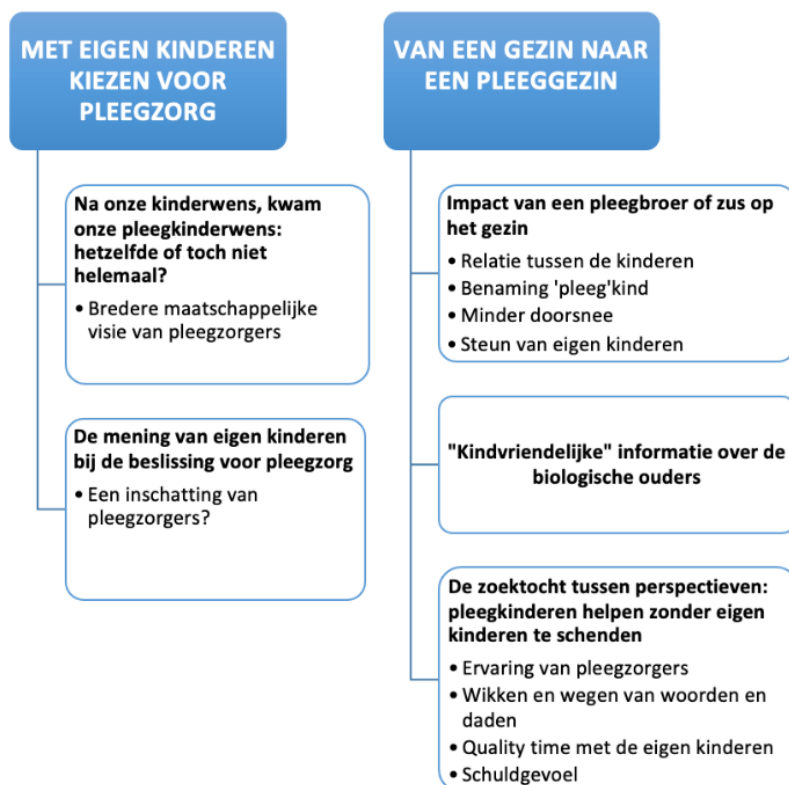 MET EIGEN KINDEREN
KIEZEN VOOR
PLEEGZORG
Na onze kinderwens, kwam
onze pleegkinderwens:
hetzelfde of toch niet
helemaal?
• Bredere maatschappelijke
visie van pleegzorgers
De mening van eigen kinderen
bij de beslissing voor pleegzorg
• Een inschatting van
pleegzorgers?
VAN EEN GEZIN NAAR
EEN PLEEGGEZIN
Impact van een pleegbroer of zus op
het gezin
• Relatie tussen de kinderen
• Benaming 'pleeg'kind
• Minder doorsnee
• Steun van eigen kinderen
"Kindvriendelijke" informatie over de
biologische ouders
De zoektocht tussen perspectieven:
pleegkinderen helpen zonder eigen
kinderen te schenden
• Ervaring van pleegzorgers
• Wikken en wegen van woorden en
daden
• Quality time met de eigen kinderen
• Schuldgevoel